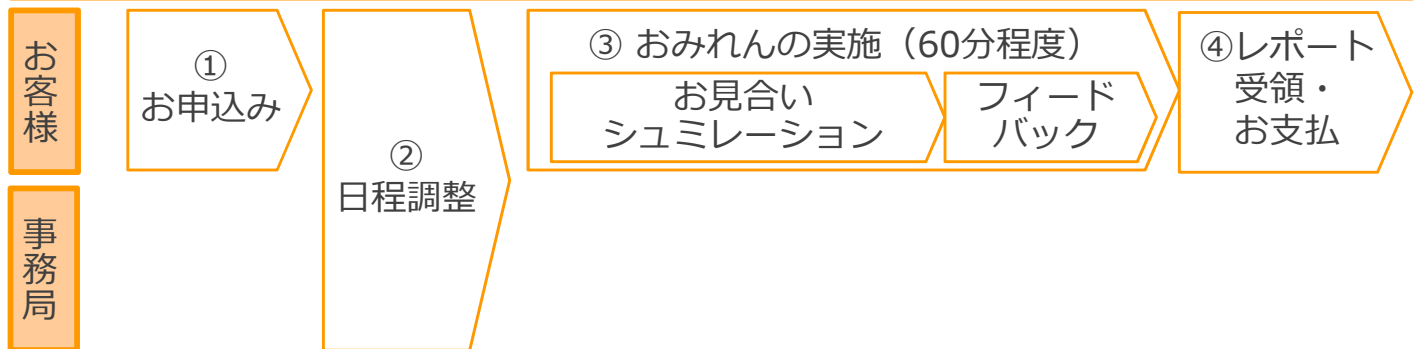 お客様
①
お申込み
②
日程調整
③ おみれんの実施（60分程度）
お見合い
シュミレーション
フィード
バック
④レポート
受領・
お支払
事務局